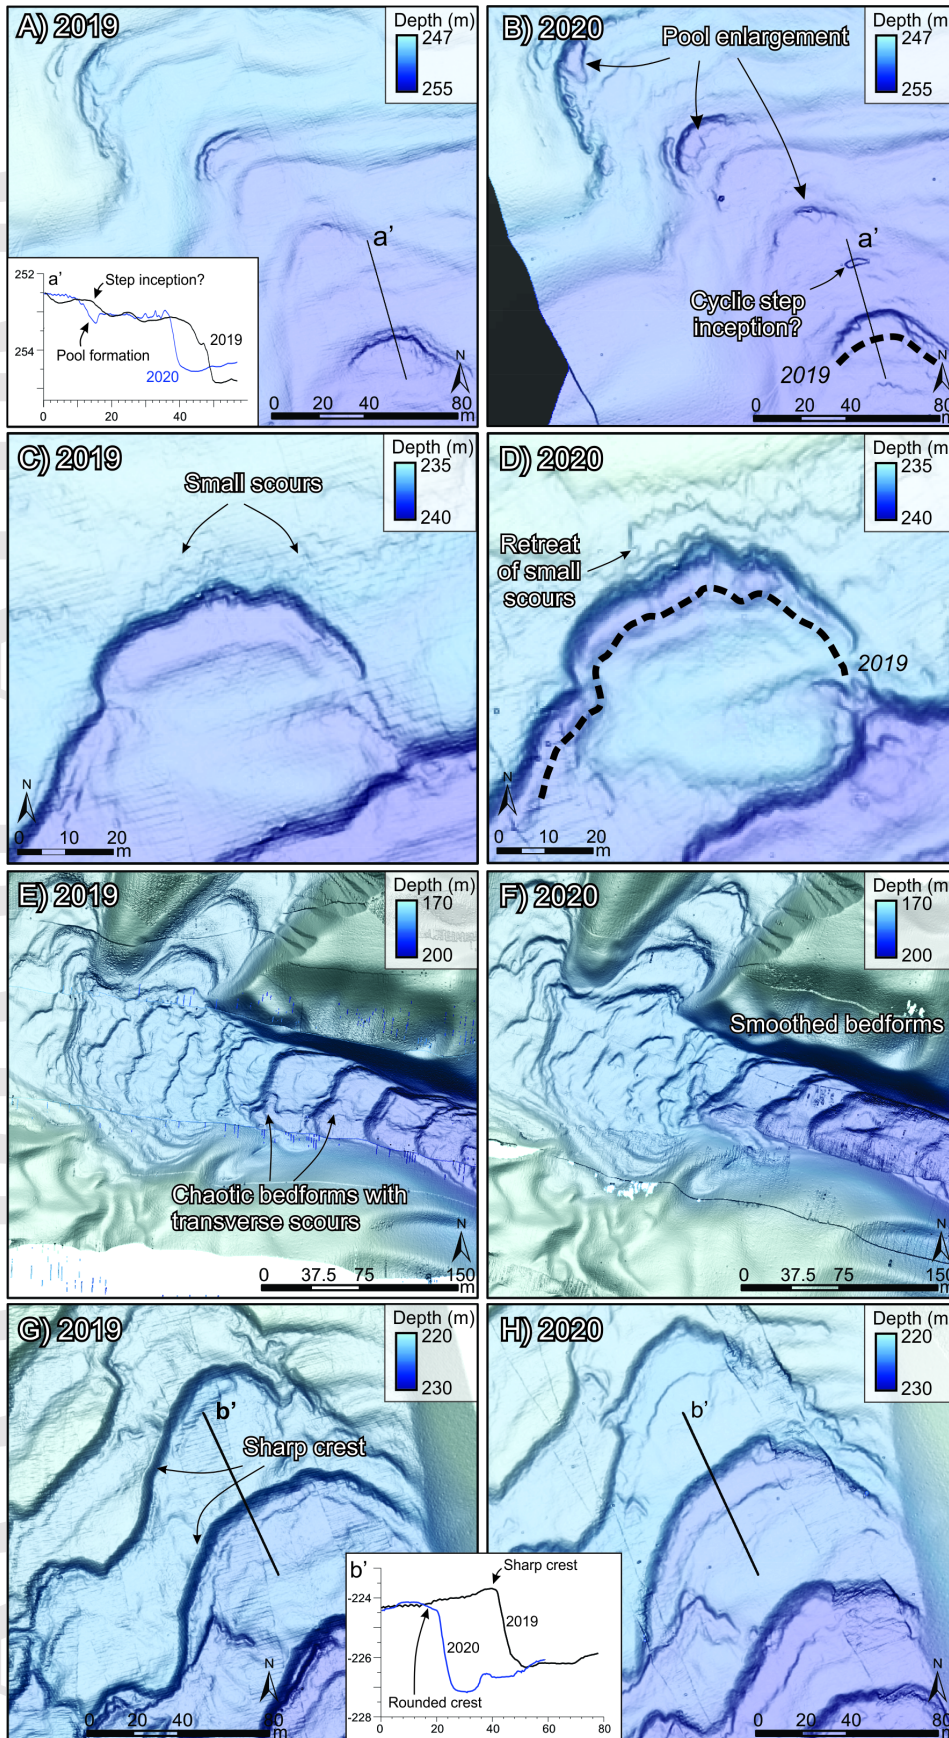 A) 2019
Depth (m)
247
255
a'
a'
252
254
Step inception?
Pool formation
2019
2020
0
20
40
N
0 20 40 80
m
B) 2020
Pool enlargement
Depth (m)
247
255
a'
Cyclic step
inception?
2019
N
0 20 40 80
m
C) 2019
Depth (m)
235
240
Small scours
N
0 10 20
m
D) 2020
Depth (m)
235
240
Retreat
of small
scours
2019
N
0 10 20
m
E) 2019
Depth (m)
170
200
Chaotic bedforms with
transverse scours
N
0 37.5 75 150
m
F) 2020
Depth (m)
170
200
Smoothed bedforms
N
0 37.5 75 150
m
G) 2019
Depth (m)
220
230
b'
Sharp crest
N
0 20 40 80
m
b'
-224
-226
-228
Sharp crest
2019
2020
Rounded crest
0 20 40 60 80
H) 2020
Depth (m)
220
230
b'
N
0 20 40 80
m